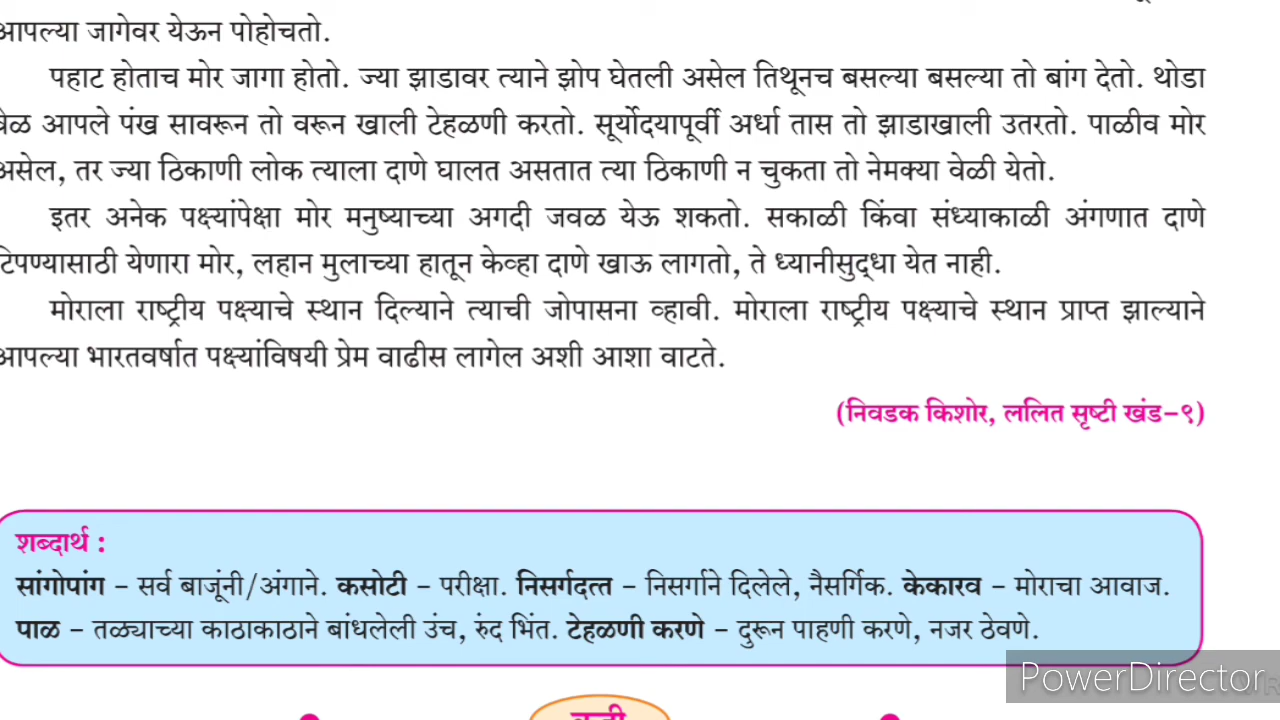 आपल्या जागेवर येऊन पोहोचतो.
पहाट होताच मोर जागा होतो. ज्या झाडावर त्याने झोप घेतली असेल तिथूनच बसल्या बसल्या तो बांग देतो. थोडा
वेळ आपले पंख सावरून तो वरून खाली टेहळणी करतो. सूर्योदयापूर्वी अर्धा तास तो झाडाखाली उतरतो. पाळीव मोर
असेल, तर ज्या ठिकाणी लोक त्याला दाणे घालत असतात त्या ठिकाणी न चुकता तो नेमक्या वेळी येतो.
इतर अनेक पक्ष्यांपेक्षा मोर मनुष्याच्या अगदी जवळ येऊ शकतो. सकाळी किंवा संध्याकाळी अंगणात दाणे
टिपण्यासाठी येणारा मोर, लहान मुलाच्या हातून केव्हा दाणे खाऊ लागतो, ते ध्यानीसुद्धा येत नाही.
मोराला राष्ट्रीय पक्ष्याचे स्थान दिल्याने त्याची जोपासना व्हावी. मोराला राष्ट्रीय पक्ष्याचे स्थान प्राप्त झाल्याने
आपल्या भारतवर्षात पक्ष्यांविषयी प्रेम वाढीस लागेल अशी आशा वाटते.
(निवडक किशोर, ललित सृष्टी खंड-९)
शब्दार्थ :
सांगोपांग - सर्व बाजूंनी/अंगाने. कसोटी - परीक्षा. निसर्गदत्त - निसर्गाने दिलेले, नैसर्गिक. केकारव - मोराचा आवाज.
पाळ - तळ्याच्या काठाकाठाने बांधलेली उंच, रुंद भिंत. टेहळणी करणे - दुरून पाहणी करणे, नजर ठेवणे.
PowerDirector